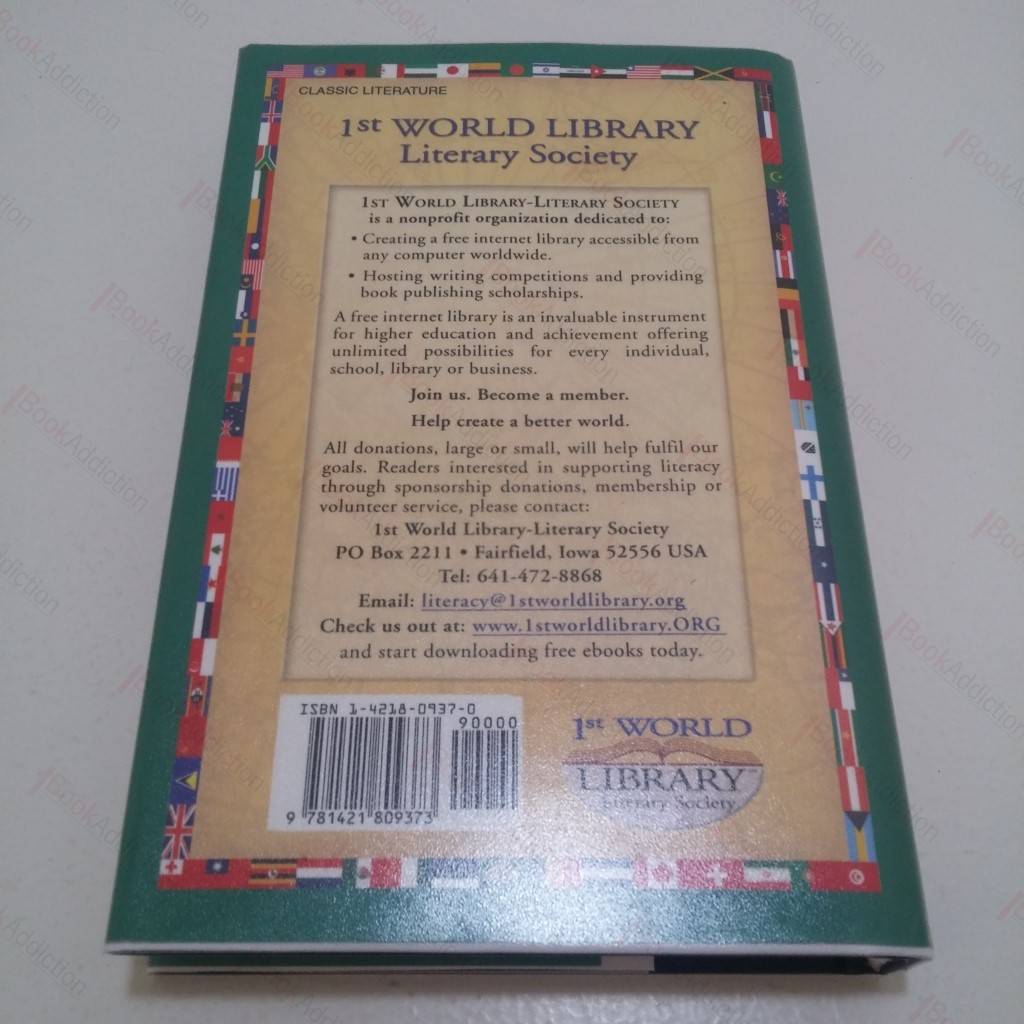 CLASSIC LITERATURE
1st WORLD LIBRARY
Literary Society
1ST WORLD LIBRARY-LITERARY SOCIETY
is a nonprofit organization dedicated to:
• Creating a free internet library accessible from
any computer worldwide.
• Hosting writing competitions and providing
book publishing scholarships.
A free internet library is an invaluable instrument
for higher education and achievement offering
unlimited possibilities for every individual,
school, library or business.
Join us. Become a member.
Help create a better world.
All donations, large or small, will help fulfil our
goals. Readers interested in supporting literacy
through sponsorship donations, membership or
volunteer service, please contact:
1st World Library-Literary Society
PO Box 2211 • Fairfield, Iowa 52556 USA
Tel: 641-472-8868
Email: literacy@1stworldlibrary.org
Check us out at: www.1stworldlibrary.ORG
and start downloading free ebooks today.
ISBN 1-4218-0937-0
90000
9 781421 809373
1st WORLD
LIBRARY™
Literary Society
BookAddiction